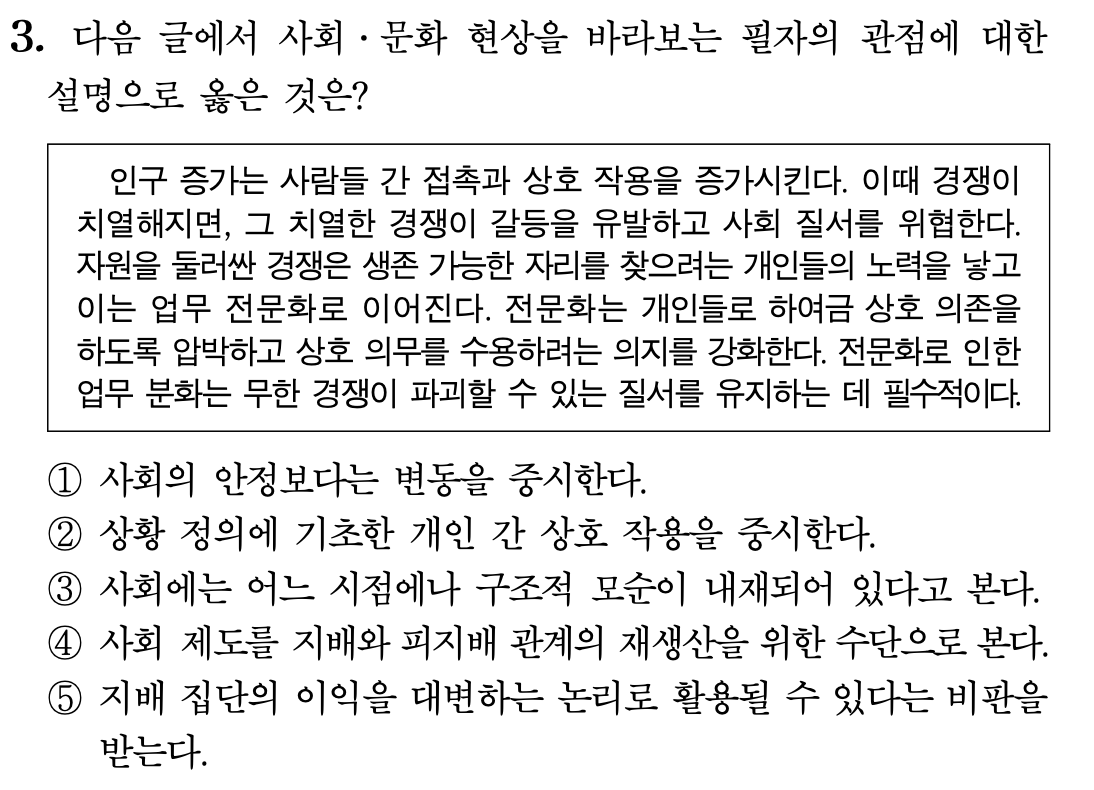 3. 다음 글에서 사회・문화 현상을 바라보는 필자의 관점에 대한
설명으로 옳은 것은?
인구 증가는 사람들 간 접촉과 상호 작용을 증가시킨다. 이때 경쟁이
치열해지면, 그 치열한 경쟁이 갈등을 유발하고 사회 질서를 위협한다.
자원을 둘러싼 경쟁은 생존 가능한 자리를 찾으려는 개인들의 노력을 낳고
이는 업무 전문화로 이어진다. 전문화는 개인들로 하여금 상호 의존을
하도록 압박하고 상호 의무를 수용하려는 의지를 강화한다. 전문화로 인한
업무 분화는 무한 경쟁이 파괴할 수 있는 질서를 유지하는 데 필수적이다.
① 사회의 안정보다는 변동을 중시한다.
② 상황 정의에 기초한 개인 간 상호 작용을 중시한다.
③ 사회에는 어느 시점에나 구조적 모순이 내재되어 있다고 본다.
④ 사회 제도를 지배와 피지배 관계의 재생산을 위한 수단으로 본다.
⑤ 지배 집단의 이익을 대변하는 논리로 활용될 수 있다는 비판을
받는다.